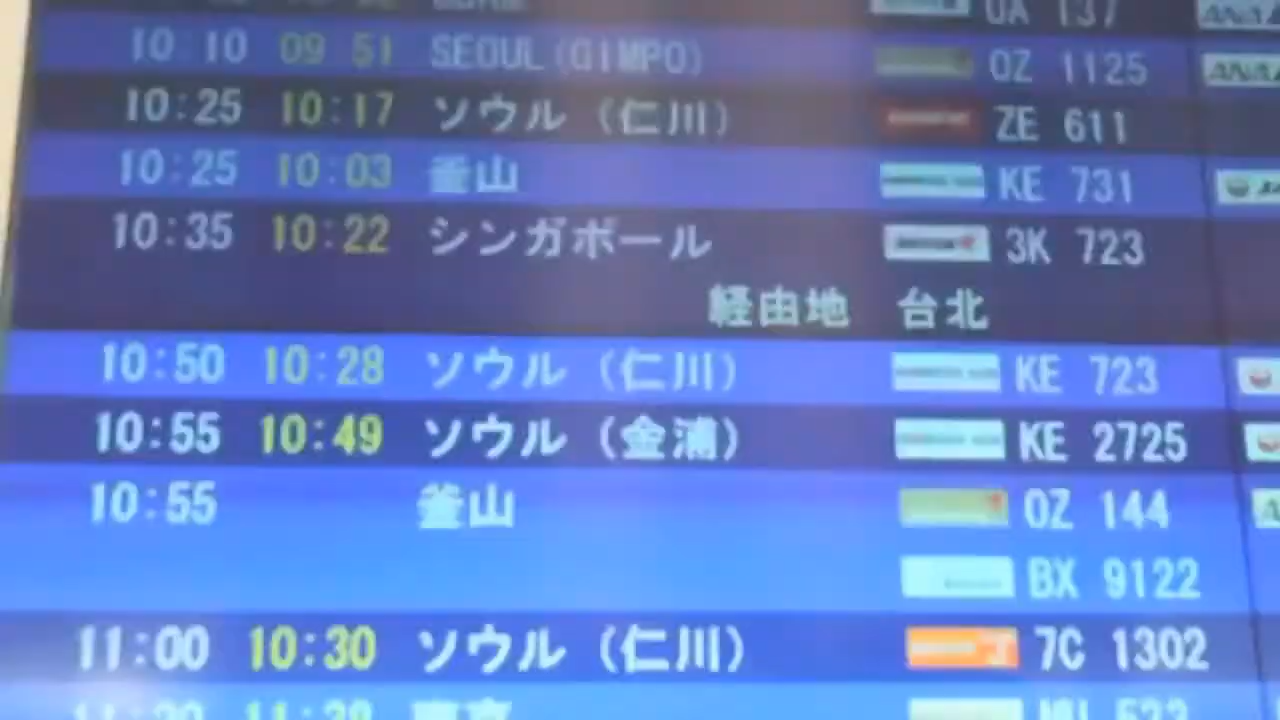 UA 137
10:10 09:51 SEOUL(GIMPO) OZ 1125 ANA
10:25 10:17 ソウル（仁川） ZE 611
10:25 10:03 釜山 KE 731
10:35 10:22 シンガポール 3K 723
経由地 台北
10:50 10:28 ソウル（仁川） KE 723
10:55 10:49 ソウル（金浦） KE 2725
10:55 釜山 OZ 144
BX 9122
11:00 10:30 ソウル（仁川） 7C 1302